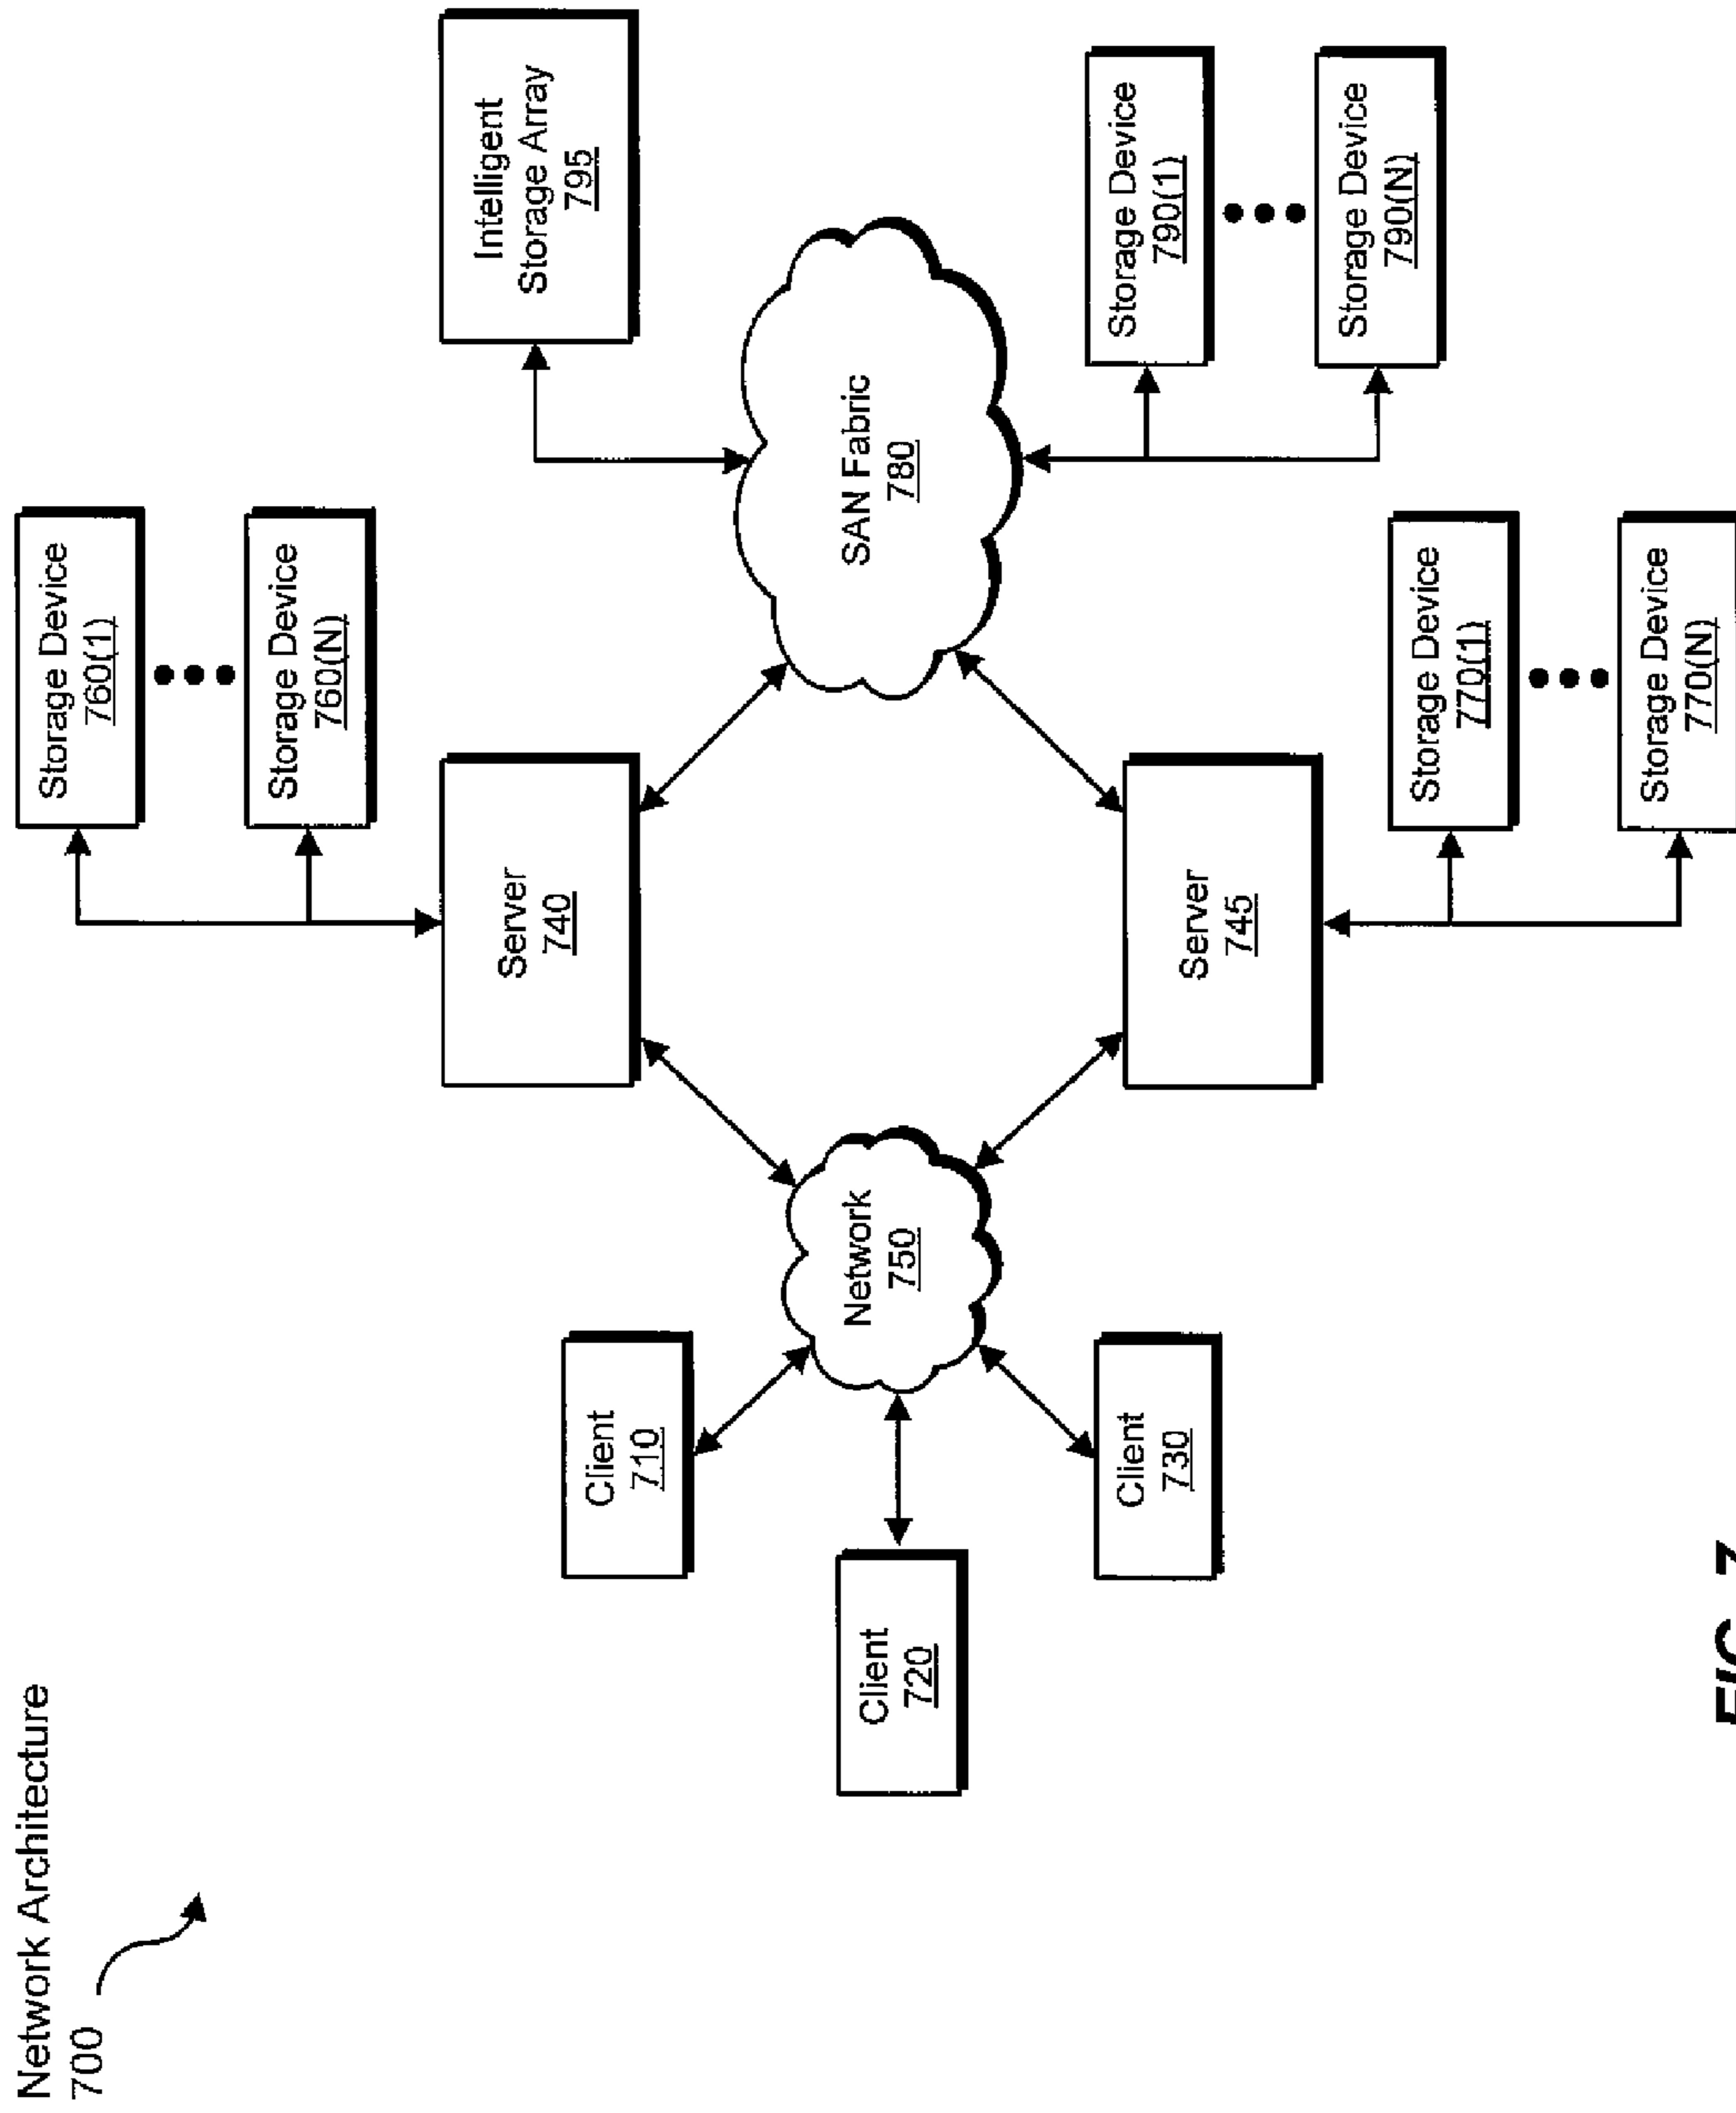 Network Architecture
700
Storage Device
760(1)
Storage Device
760(N)
Intelligent
Storage Array
795
Server
740
Client
710
Client
720
Network
750
SAN Fabric
780
Client
730
Server
745
Storage Device
790(1)
Storage Device
790(N)
Storage Device
770(1)
Storage Device
770(N)
FIG. 7